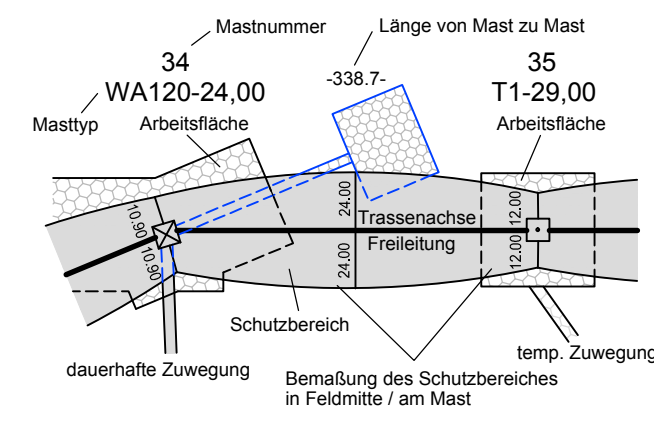 Mastnummer
Länge von Mast zu Mast
34
-338.7-
35
WA120-24,00
T1-29,00
Masttyp
Arbeitsfläche
Arbeitsfläche
10.90
10.90
24.00
24.00
Trassenachse
Freileitung
12.00
12.00
Schutzbereich
dauerhafte Zuwegung
temp. Zuwegung
Bemaßung des Schutzbereiches
in Feldmitte / am Mast